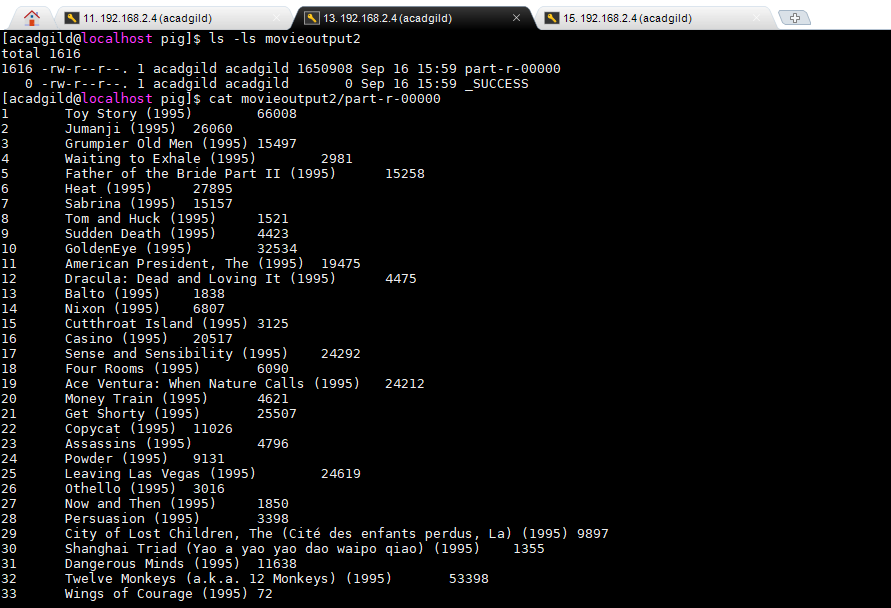 11. 192.168.2.4 (acadgild) 13. 192.168.2.4 (acadgild) 15. 192.168.2.4 (acadgild)
[acadgild@localhost pig]$ ls -ls movieoutput2
total 1616
1616 -rw-r--r--. 1 acadgild acadgild 1650908 Sep 16 15:59 part-r-00000
   0 -rw-r--r--. 1 acadgild acadgild       0 Sep 16 15:59 _SUCCESS
[acadgild@localhost pig]$ cat movieoutput2/part-r-00000
1       Toy Story (1995)        66008
2       Jumanji (1995)  26060
3       Grumpier Old Men (1995) 15497
4       Waiting to Exhale (1995)        2981
5       Father of the Bride Part II (1995)      15258
6       Heat (1995)     27895
7       Sabrina (1995)  15157
8       Tom and Huck (1995)     1521
9       Sudden Death (1995)     4423
10      GoldenEye (1995)        32534
11      American President, The (1995)  19475
12      Dracula: Dead and Loving It (1995)      4475
13      Balto (1995)    1838
14      Nixon (1995)    6807
15      Cutthroat Island (1995) 3125
16      Casino (1995)   20517
17      Sense and Sensibility (1995)    24292
18      Four Rooms (1995)       6090
19      Ace Ventura: When Nature Calls (1995)   24212
20      Money Train (1995)      4621
21      Get Shorty (1995)       25507
22      Copycat (1995)  11026
23      Assassins (1995)        4796
24      Powder (1995)   9131
25      Leaving Las Vegas (1995)        24619
26      Othello (1995)  3016
27      Now and Then (1995)     1850
28      Persuasion (1995)       3398
29      City of Lost Children, The (Cité des enfants perdus, La) (1995) 9897
30      Shanghai Triad (Yao a yao yao dao waipo qiao) (1995)    1355
31      Dangerous Minds (1995)  11638
32      Twelve Monkeys (a.k.a. 12 Monkeys) (1995)       53398
33      Wings of Courage (1995) 72